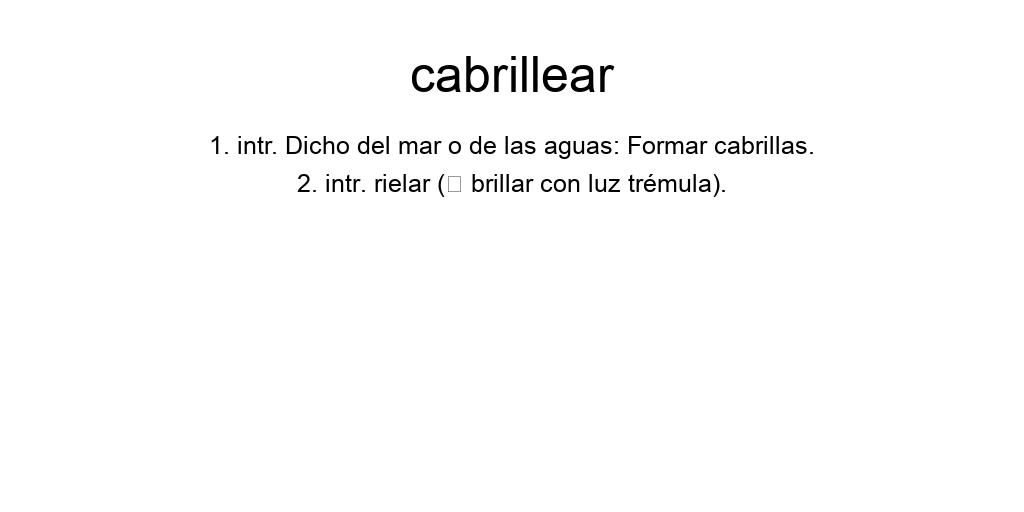 cabrillear
1. intr. Dicho del mar o de las aguas: Formar cabrillas.
2. intr. rielar (□ brillar con luz trémula).